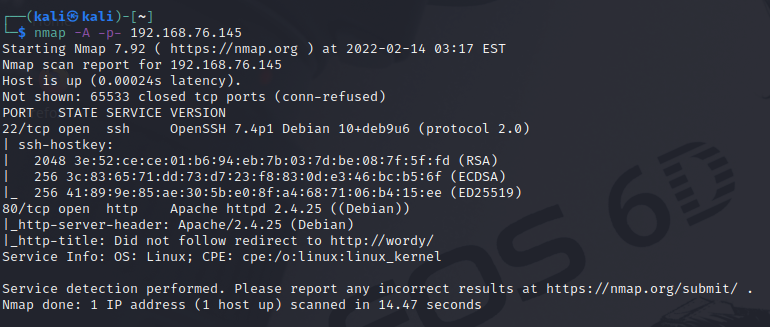 ┌──(kali㉿kali)-[~]
└─$ nmap -A -p- 192.168.76.145
Starting Nmap 7.92 ( https://nmap.org ) at 2022-02-14 03:17 EST
Nmap scan report for 192.168.76.145
Host is up (0.00024s latency).
Not shown: 65533 closed tcp ports (conn-refused)
PORT   STATE SERVICE VERSION
22/tcp open  ssh     OpenSSH 7.4p1 Debian 10+deb9u6 (protocol 2.0)
| ssh-hostkey:
|   2048 3e:52:ce:ce:01:b6:94:eb:7b:03:7d:be:08:7f:5f:fd (RSA)
|   256 3c:83:65:71:dd:73:d7:23:f8:83:0d:e3:46:bc:b5:6f (ECDSA)
|_  256 41:89:9e:85:ae:30:5b:e0:8f:a4:68:71:06:b4:15:ee (ED25519)
80/tcp open  http    Apache httpd 2.4.25 ((Debian))
|_http-server-header: Apache/2.4.25 (Debian)
|_http-title: Did not follow redirect to http://wordy/
Service Info: OS: Linux; CPE: cpe:/o:linux:linux_kernel
EOS 6D
Service detection performed. Please report any incorrect results at https://nmap.org/submit/ .
Nmap done: 1 IP address (1 host up) scanned in 14.47 seconds